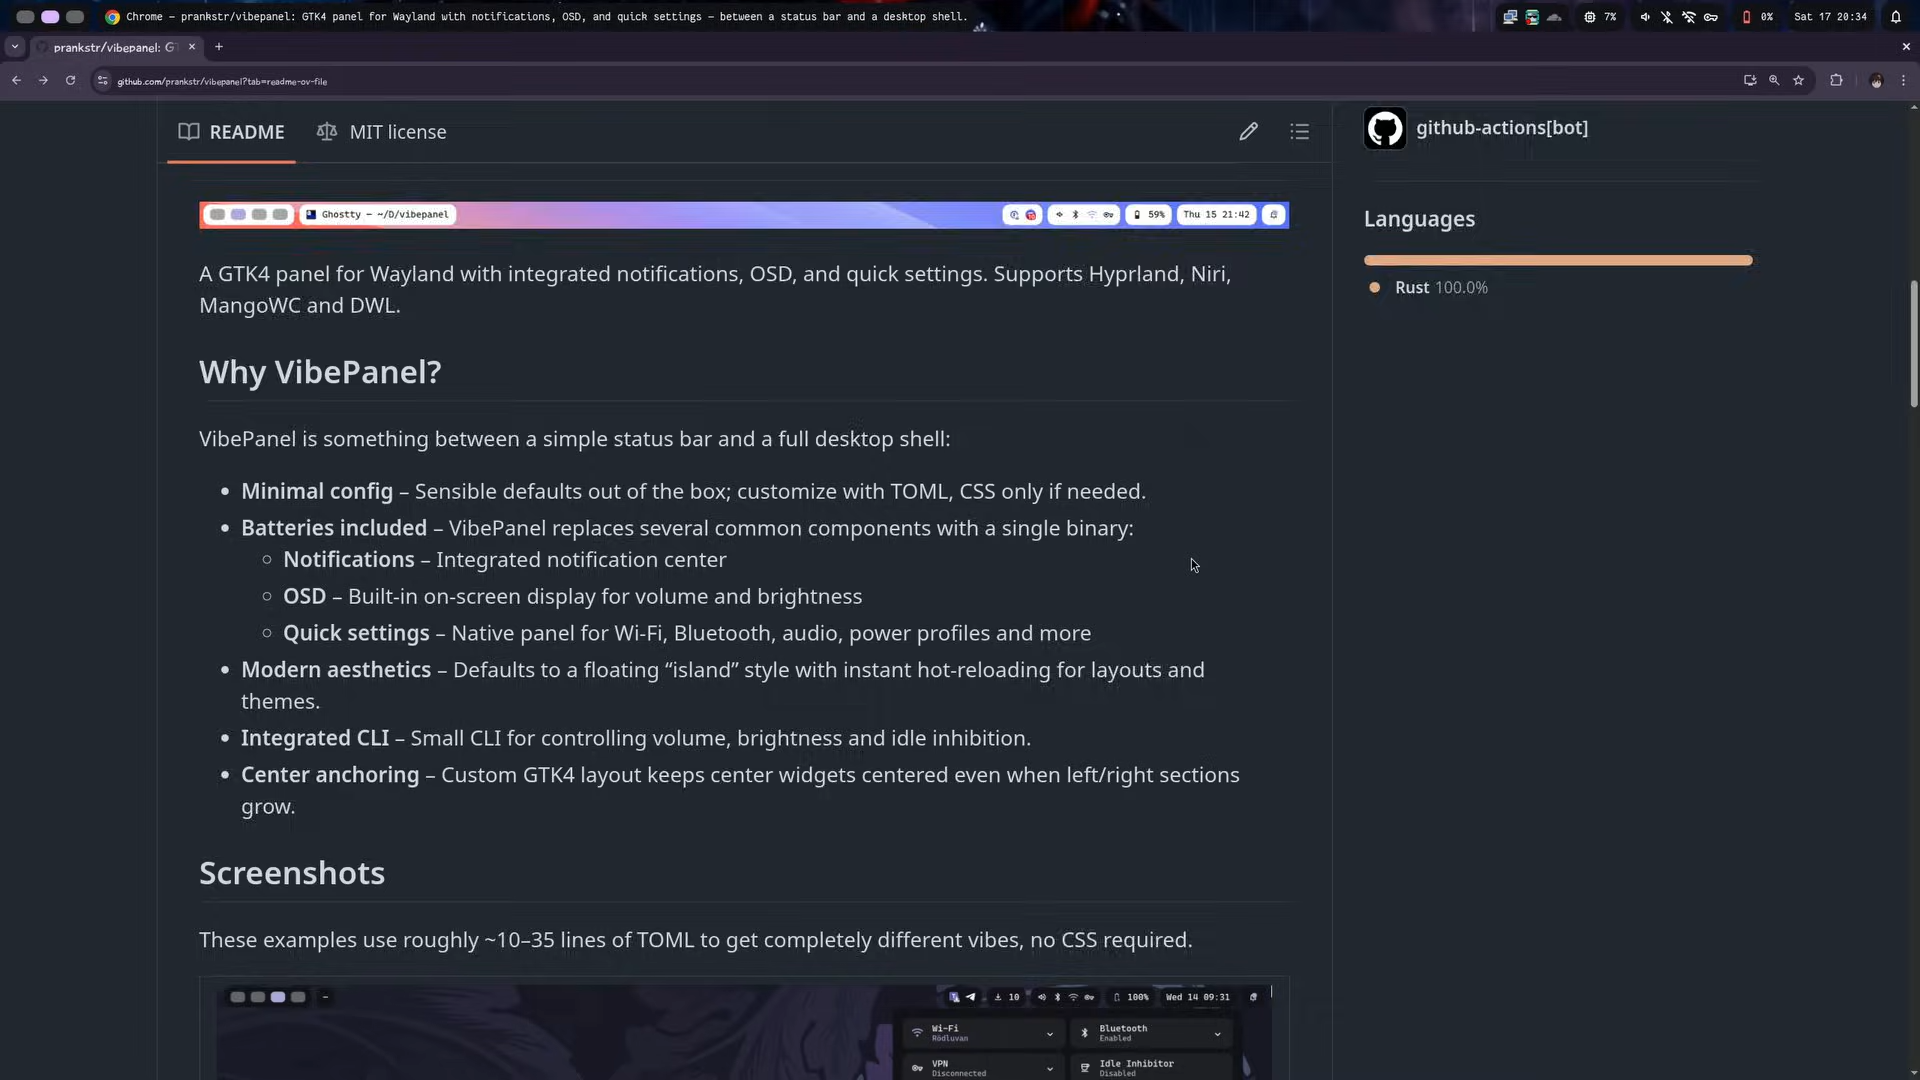 Chrome – prankstr/vibepanel: GTK4 panel for Wayland with notifications, OSD, and quick settings – between a status bar and a desktop shell.
7%
0%
Sat 17 20:34
prankstr/vibepanel: GT
github.com/prankstr/vibepanel?tab=readme-ov-file
README
MIT license
github-actions[bot]
Ghostty – ~/D/vibepanel
59%
Thu 15 21:42
Languages
Rust 100.0%
A GTK4 panel for Wayland with integrated notifications, OSD, and quick settings. Supports Hyprland, Niri,
MangoWC and DWL.
Why VibePanel?
VibePanel is something between a simple status bar and a full desktop shell:
Minimal config – Sensible defaults out of the box; customize with TOML, CSS only if needed.
Batteries included – VibePanel replaces several common components with a single binary:
Notifications – Integrated notification center
OSD – Built-in on-screen display for volume and brightness
Quick settings – Native panel for Wi-Fi, Bluetooth, audio, power profiles and more
Modern aesthetics – Defaults to a floating “island” style with instant hot-reloading for layouts and
themes.
Integrated CLI – Small CLI for controlling volume, brightness and idle inhibition.
Center anchoring – Custom GTK4 layout keeps center widgets centered even when left/right sections
grow.
Screenshots
These examples use roughly ~10–35 lines of TOML to get completely different vibes, no CSS required.
10
100%
Wed 14 09:31
Wi-Fi
Rödluvan
Bluetooth
Enabled
VPN
Disconnected
Idle Inhibitor
Disabled